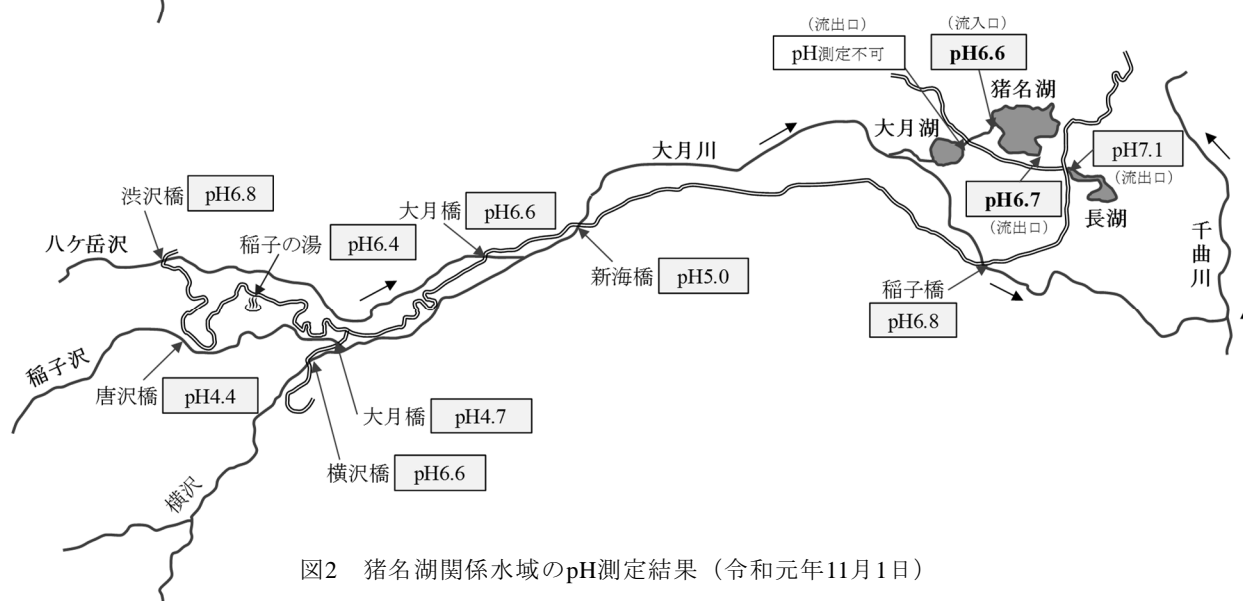 (流出口)
pH測定不可
(流入口)
pH6.6
猪名湖
大月湖
大月川
pH7.1
(流出口)
渋沢橋
pH6.8
大月橋
pH6.6
pH6.7
(流出口)
長湖
八ケ岳沢
稲子の湯
pH6.4
千曲川
新海橋
pH5.0
稲子橋
pH6.8
稲子沢
唐沢橋
pH4.4
大月橋
pH4.7
横沢橋
pH6.6
横沢
図2 猪名湖関係水域のpH測定結果（令和元年11月1日）